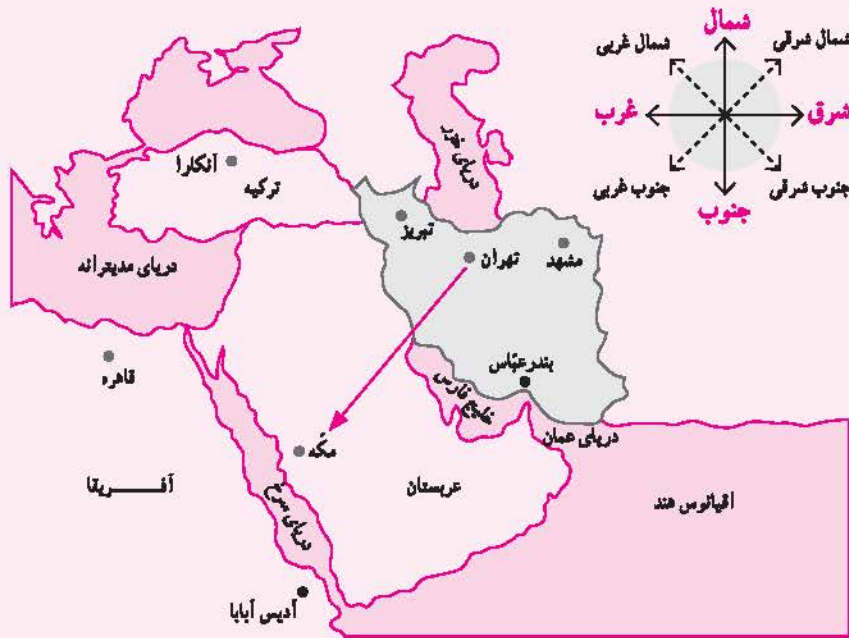 شمال
شمال شرقی
شمال غربی
شرق
غرب
جنوب شرقی
جنوب غربی
جنوب
دریای خزر
آنکارا
ترکیه
تبریز
تهران
مشهد
دریای مدیترانه
قاهره
بندرعبّاس
خلیج فارس
دریای عمان
مکّه
عربستان
آفـــریقا
دریای سرخ
اقیانوس هند
آدیس آبابا